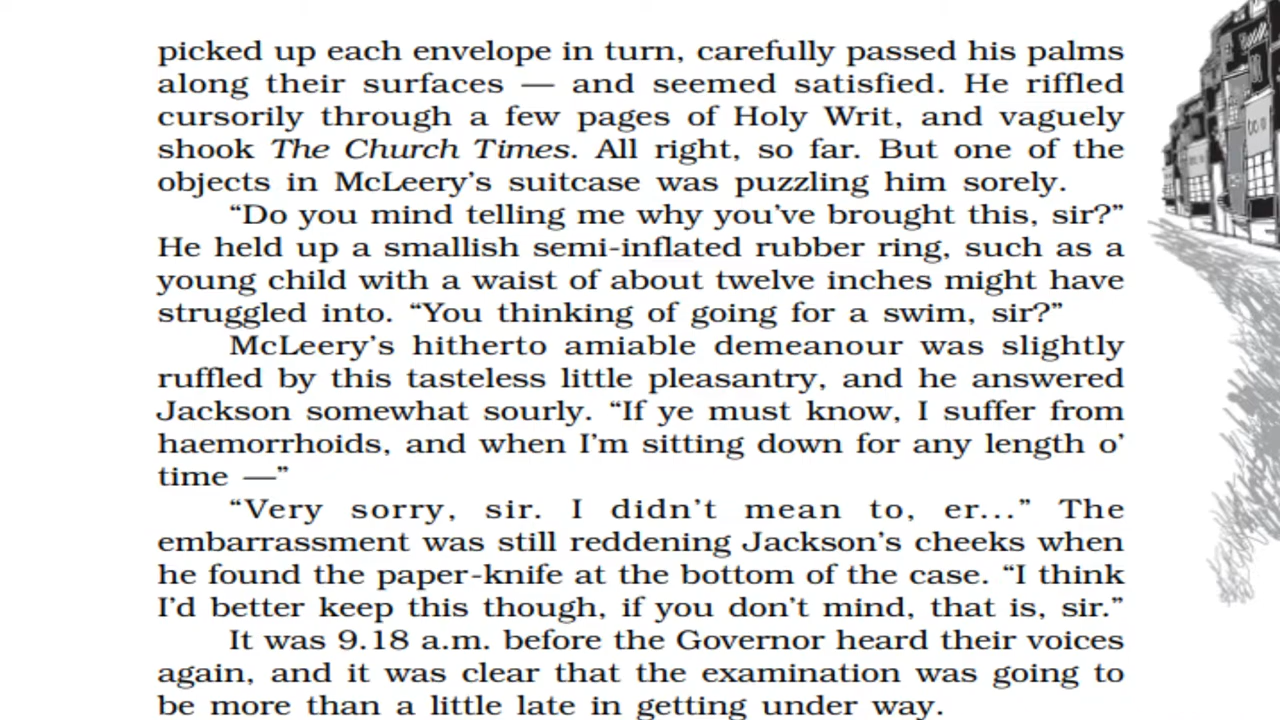 picked up each envelope in turn, carefully passed his palms
along their surfaces — and seemed satisfied. He riffled
cursorily through a few pages of Holy Writ, and vaguely
shook The Church Times. All right, so far. But one of the
objects in McLeery’s suitcase was puzzling him sorely.
“Do you mind telling me why you’ve brought this, sir?”
He held up a smallish semi-inflated rubber ring, such as a
young child with a waist of about twelve inches might have
struggled into. “You thinking of going for a swim, sir?”
McLeery’s hitherto amiable demeanour was slightly
ruffled by this tasteless little pleasantry, and he answered
Jackson somewhat sourly. “If ye must know, I suffer from
haemorrhoids, and when I’m sitting down for any length o’
time —”
“Very sorry, sir. I didn’t mean to, er...” The
embarrassment was still reddening Jackson’s cheeks when
he found the paper-knife at the bottom of the case. “I think
I’d better keep this though, if you don’t mind, that is, sir.”
It was 9.18 a.m. before the Governor heard their voices
again, and it was clear that the examination was going to
be more than a little late in getting under way.